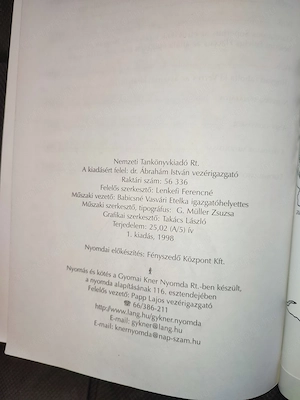 Nemzeti Tankönyvkiadó Rt.
A kiadásért felel: dr. Ábrahám István vezérigazgató
Raktári szám: 56 336
Felelős szerkesztő: Lenkefi Ferencné
Műszaki vezető: Babicsné Vasvári Etelka igazgatóhelyettes
Műszaki szerkesztő, tipográfus: G. Müller Zsuzsa
Grafikai szerkesztő: Takács László
Terjedelem: 25,02 (A/5) ív
1. kiadás, 1998
Nyomdai előkészítés: Fényszedő Központ Kft.
Nyomás és kötés a Gyomai Kner Nyomda Rt.-ben készült,
a nyomda alapításának 116. esztendejében
Felelős vezető: Papp Lajos vezérigazgató
☎ 66/386-211
http://www.lang.hu/gykner.nyomda
E-mail: gykner@lang.hu
E-mail: knernyomda@nap-szam.hu